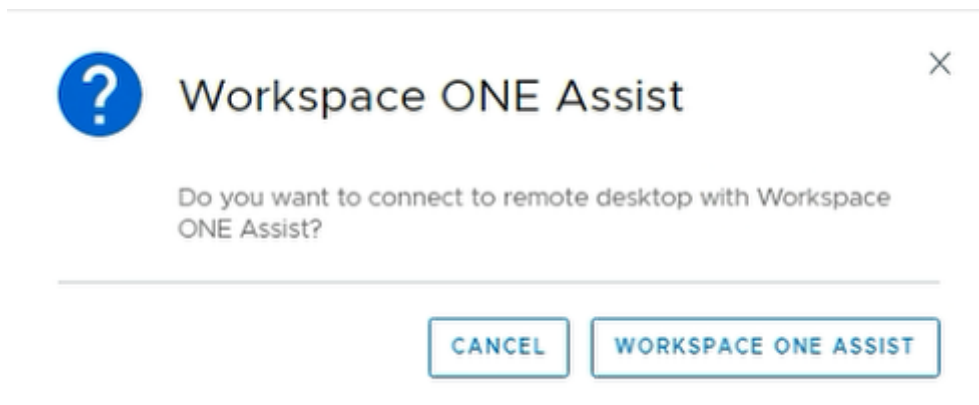 ?
Workspace ONE Assist
Do you want to connect to remote desktop with Workspace
ONE Assist?
CANCEL WORKSPACE ONE ASSIST